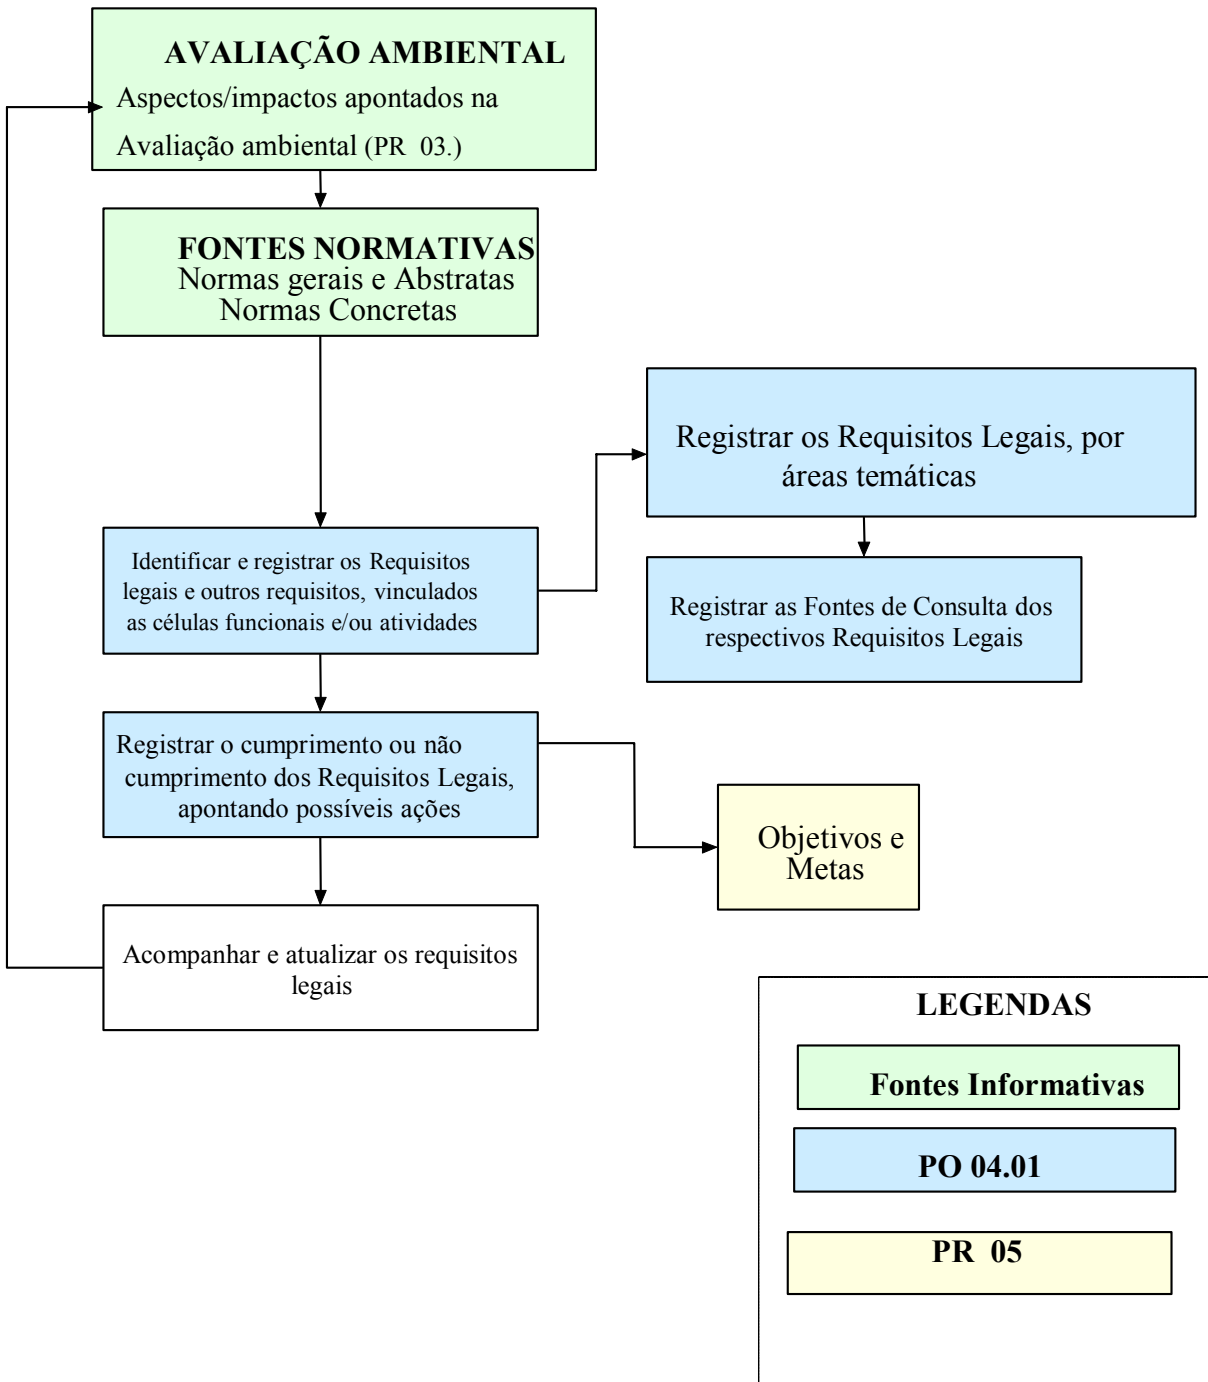 AVALIAÇÃO AMBIENTAL
Aspectos/impactos apontados na
Avaliação ambiental (PR 03.)
FONTES NORMATIVAS
Normas gerais e Abstratas
Normas Concretas
Registrar os Requisitos Legais, por
áreas temáticas
Identificar e registrar os Requisitos
legais e outros requisitos, vinculados
as células funcionais e/ou atividades
Registrar as Fontes de Consulta dos
respectivos Requisitos Legais
Registrar o cumprimento ou não
cumprimento dos Requisitos Legais,
apontando possíveis ações
Objetivos e
Metas
Acompanhar e atualizar os requisitos
legais
LEGENDAS
Fontes Informativas
PO 04.01
PR 05